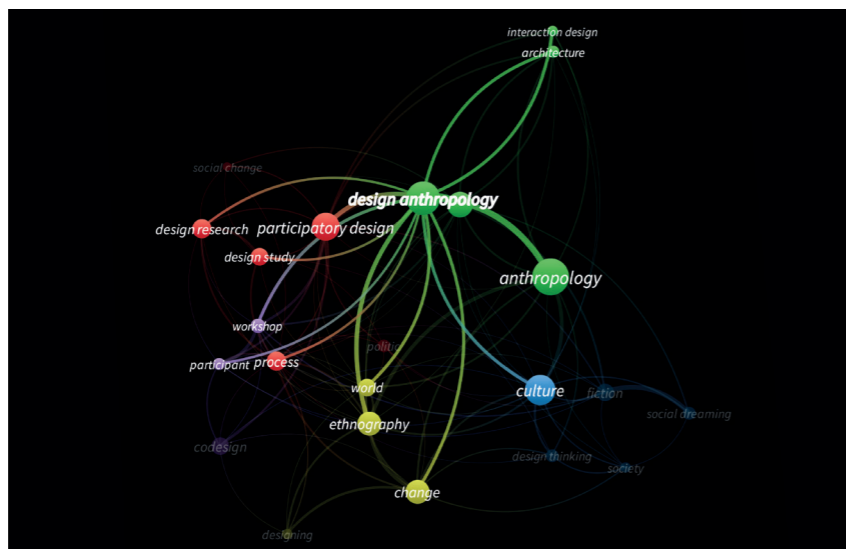 interaction design
architecture
social change
design anthropology
design research
participatory design
design study
anthropology
workshop
politic
participant
process
world
culture
fiction
ethnography
social dreaming
codesign
design thinking
society
change
designing